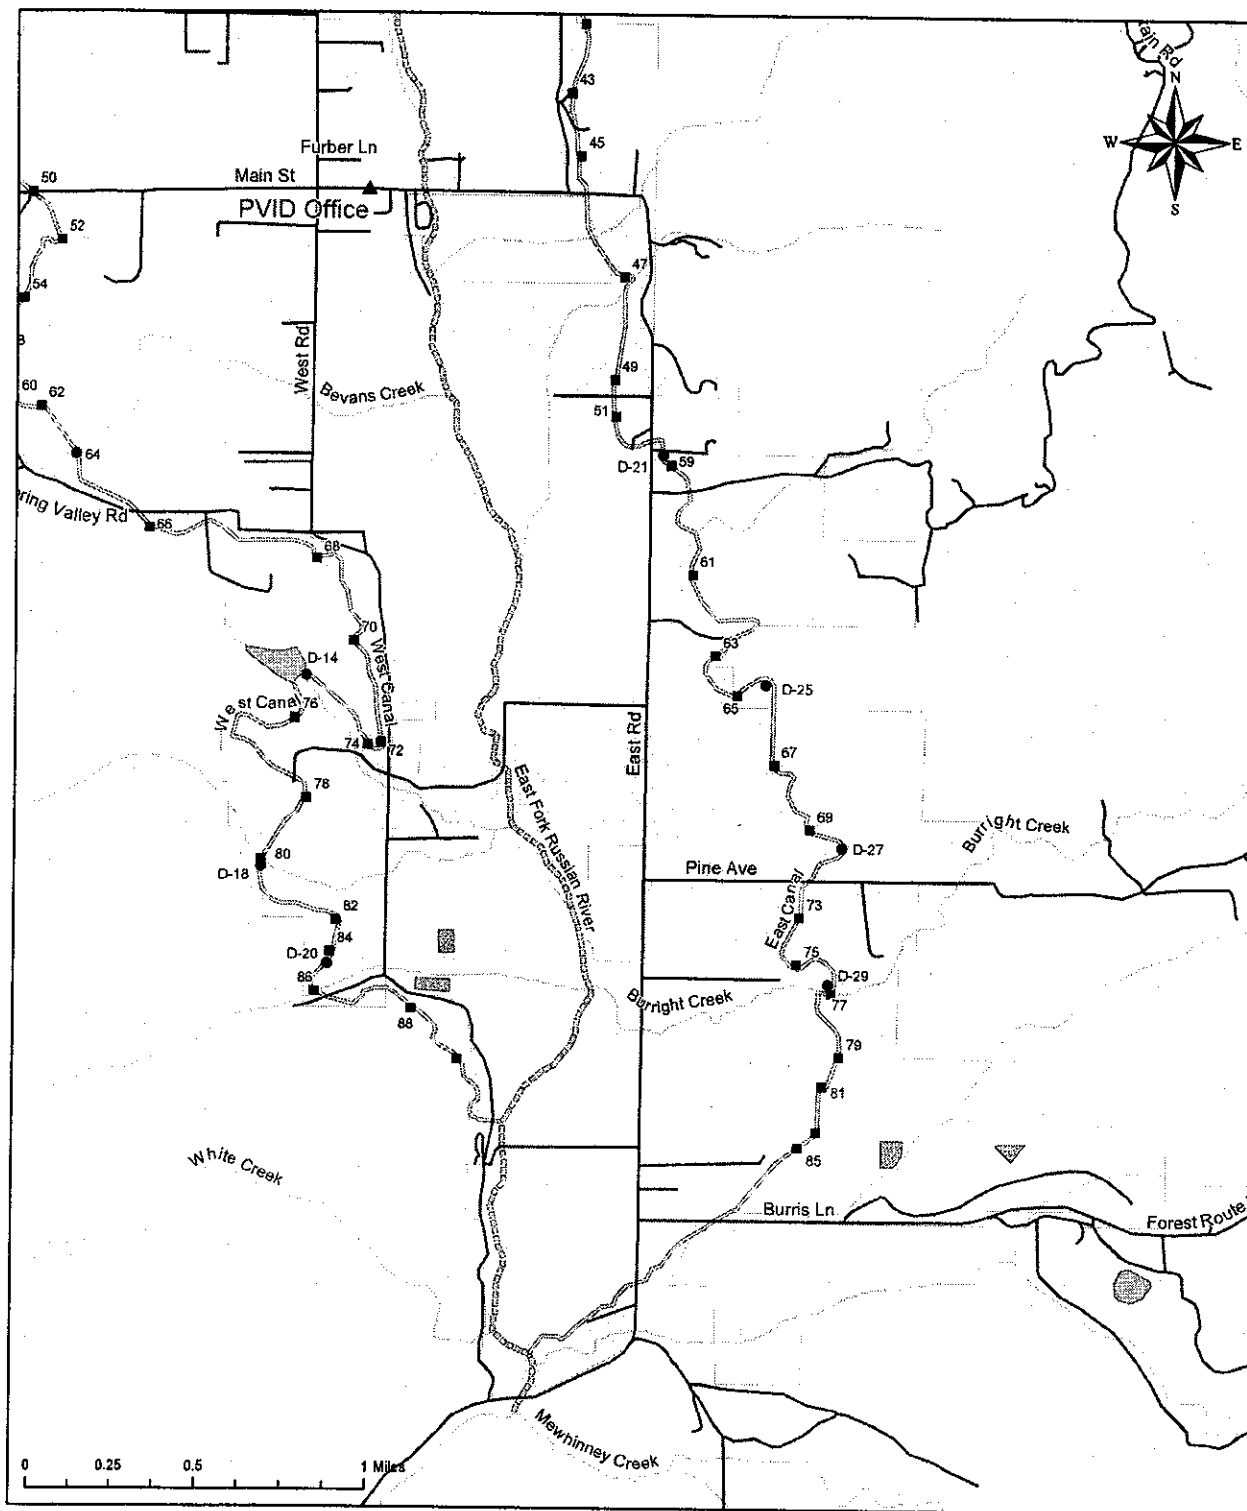 tain Rd
N
W E
S
43
45
Furber Ln
Main St
PVID Office
50
52
54
47
West Rd
Bevans Creek
49
51
60
62
64
D-21
59
ering Valley Rd
66
68
61
70
West Canal
D-14
63
D-25
65
West Canal
76
74
72
East Rd
67
78
East Fork Russian River
69
Burright Creek
D-27
80
D-18
Pine Ave
East Canal
82
73
84
D-20
75
86
D-29
77
Burright Creek
88
79
81
White Creek
85
Burris Ln
Forest Route
Mewhinney Creek
0 0.25 0.5 1 Miles